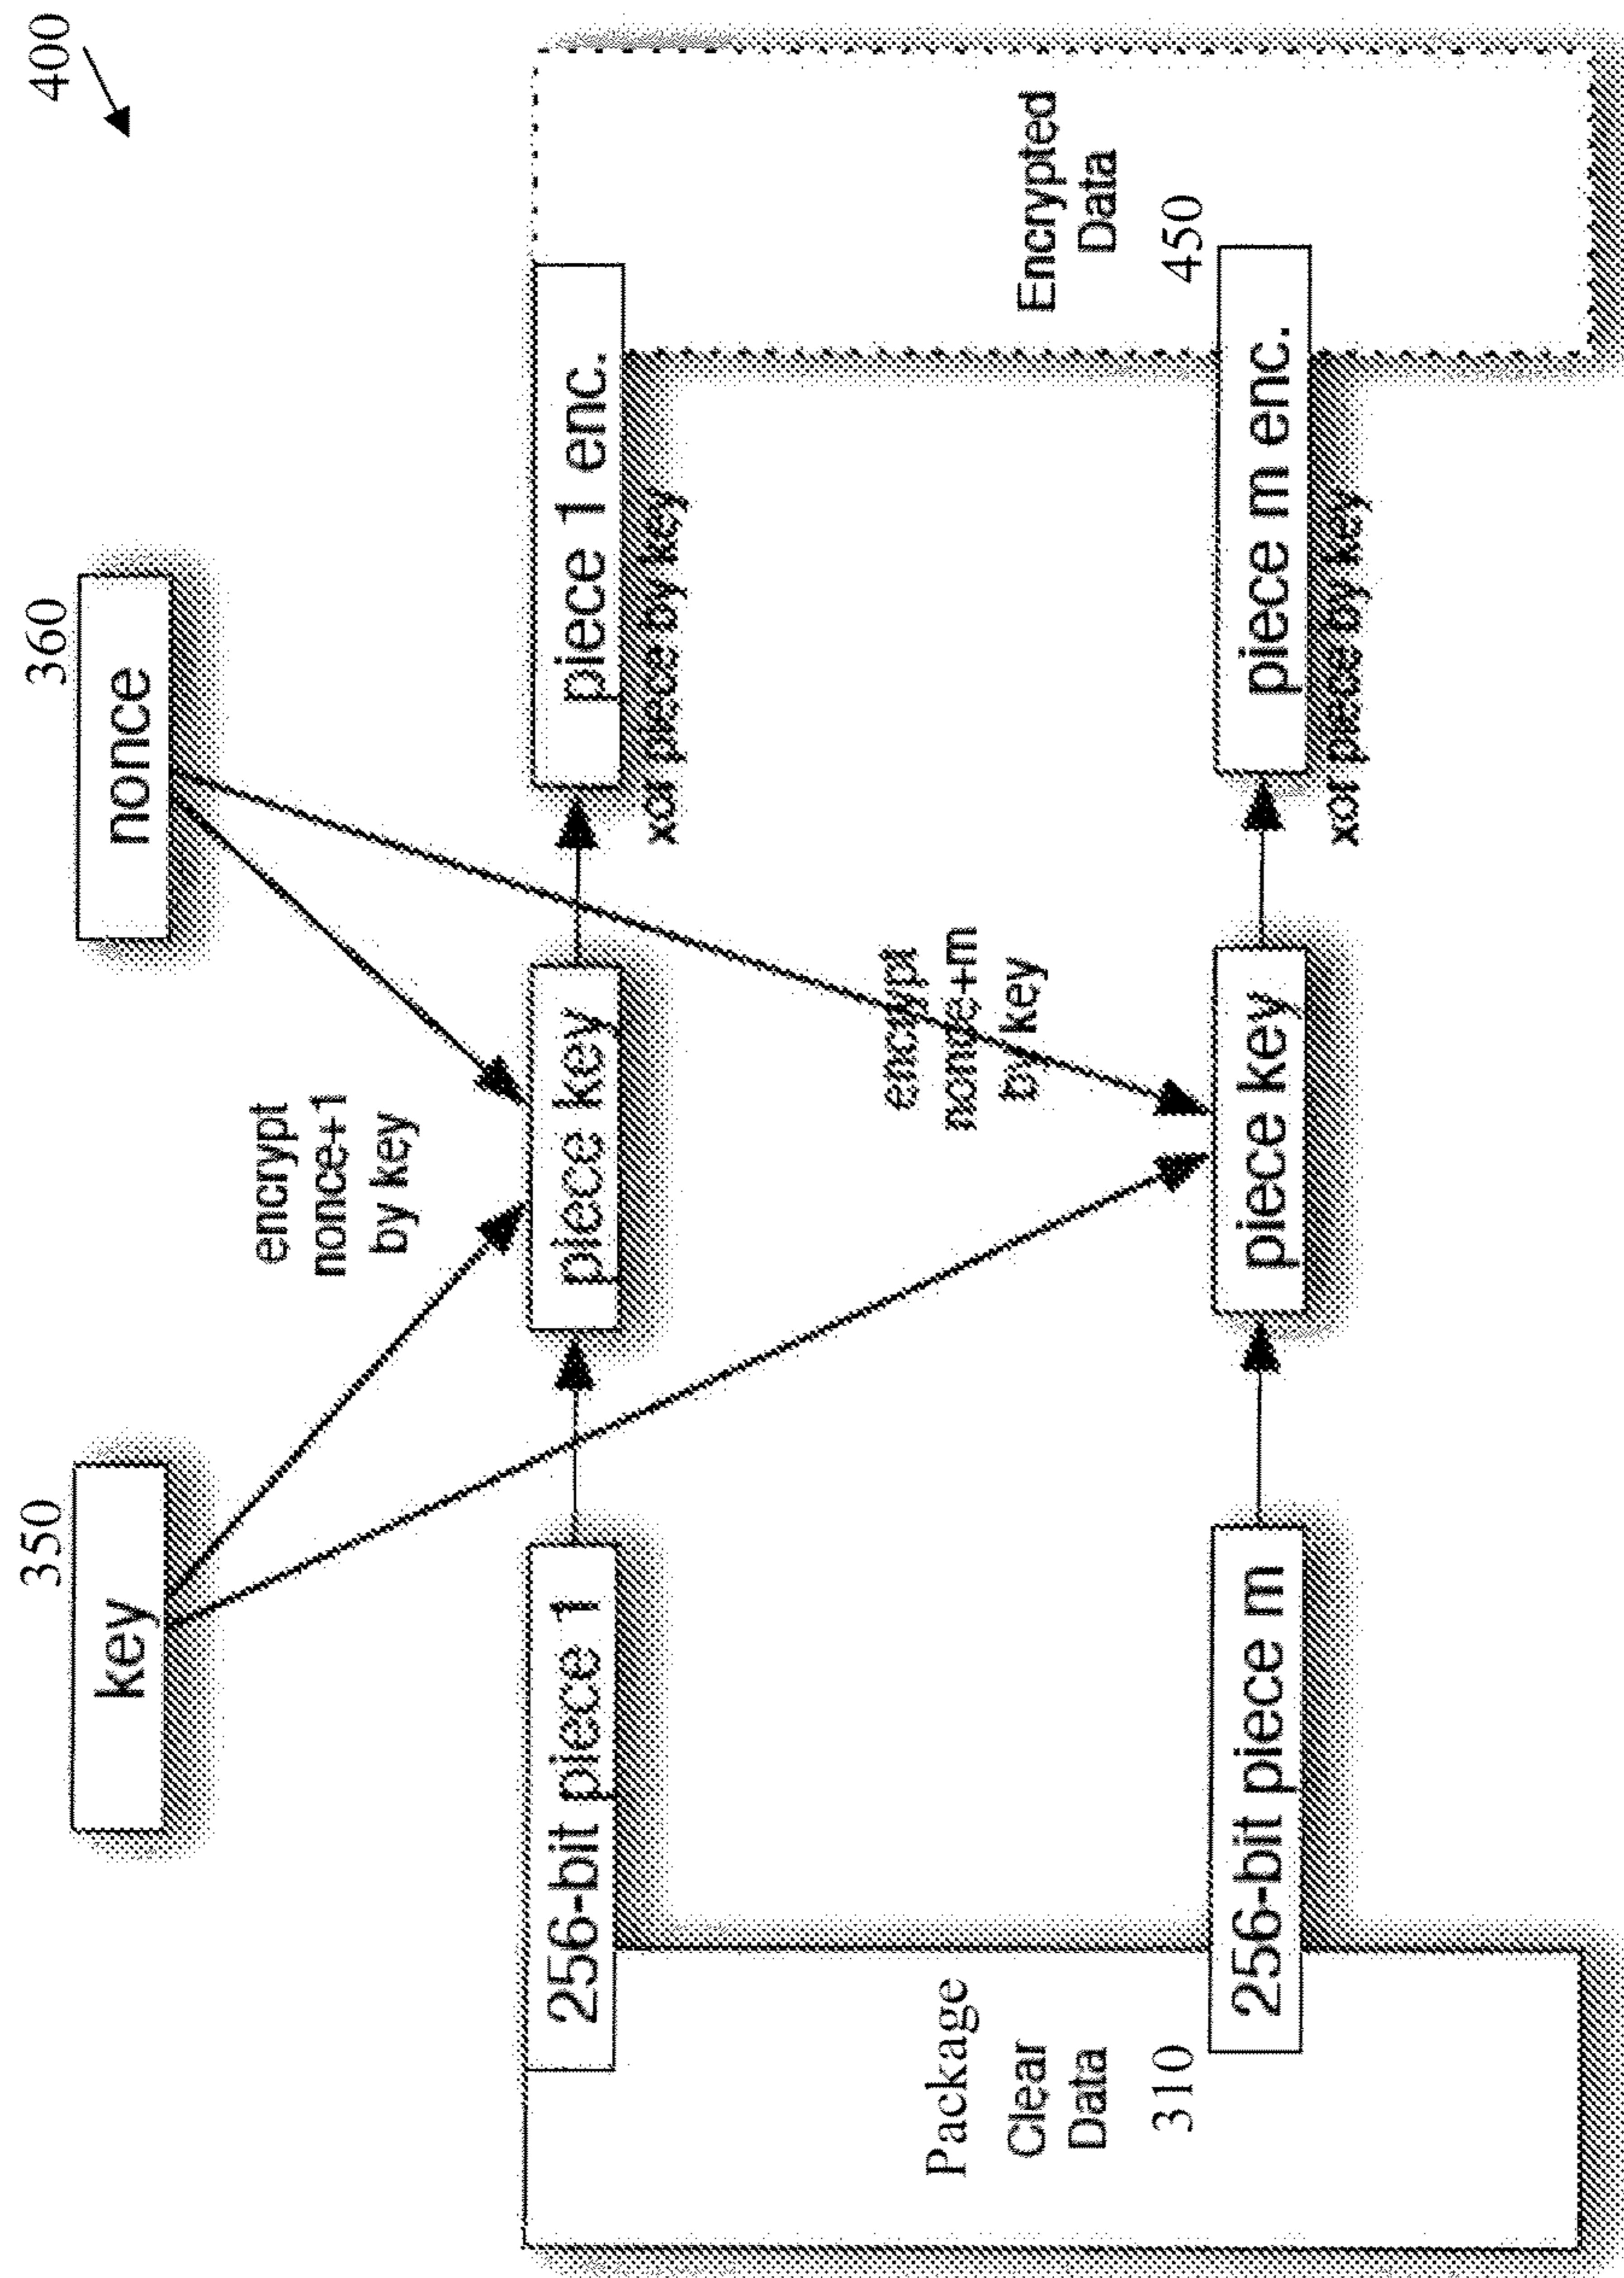 400
350
key
360
nonce
encrypt
nonce+1
by key
256-bit piece 1
piece key
piece 1 enc.
xor piece by key
Package
Clear
Data
310
encrypt
nonce+m
by key
Encrypted
Data
450
256-bit piece m
piece key
piece m enc.
xor piece by key